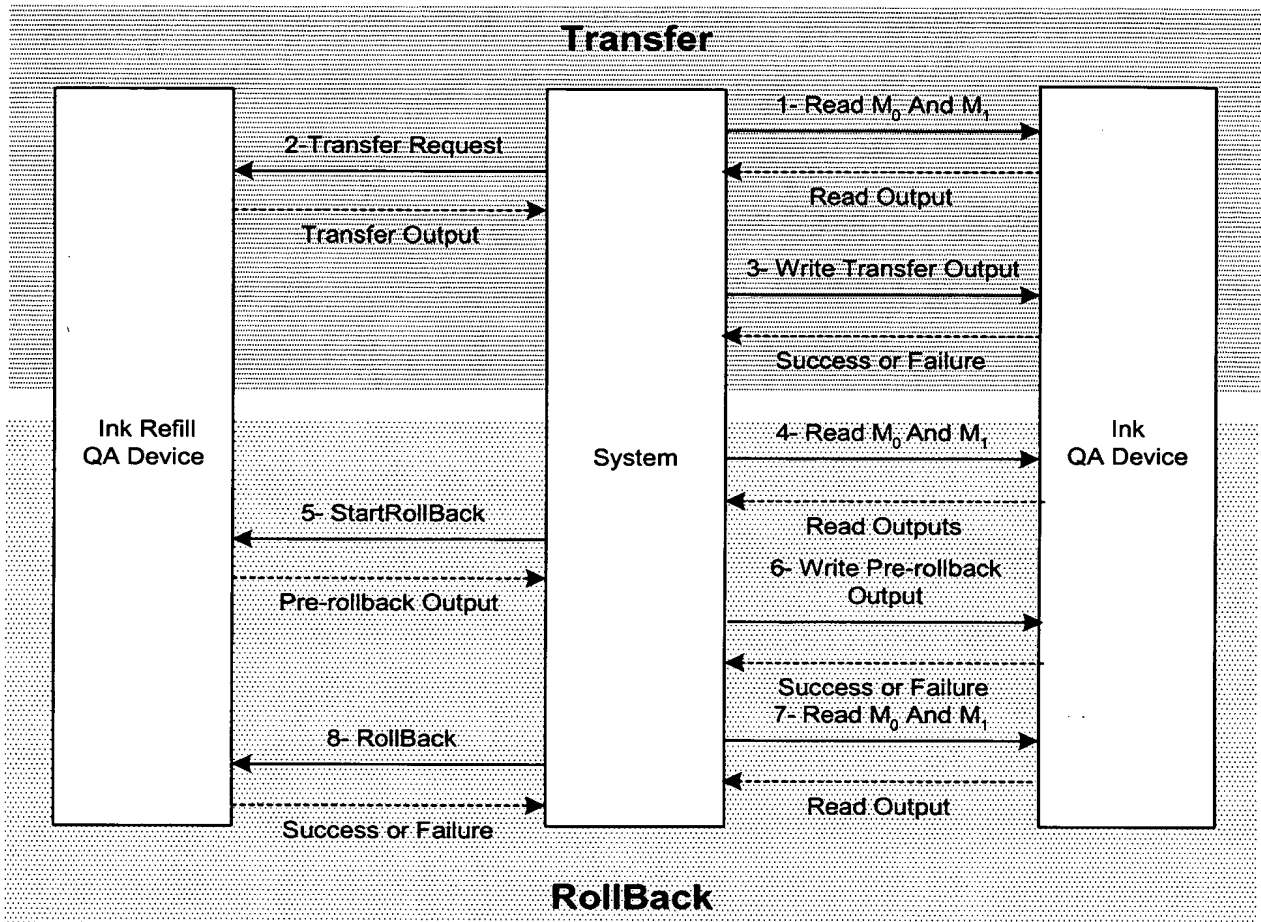 Transfer
1- Read M₀ And M₁
2-Transfer Request
Read Output
Transfer Output
3- Write Transfer Output
Success or Failure
Ink Refill
QA Device
System
Ink
QA Device
4- Read M₀ And M₁
Read Outputs
5- StartRollBack
6- Write Pre-rollback
Output
Pre-rollback Output
Success or Failure
7- Read M₀ And M₁
8- RollBack
Read Output
Success or Failure
RollBack